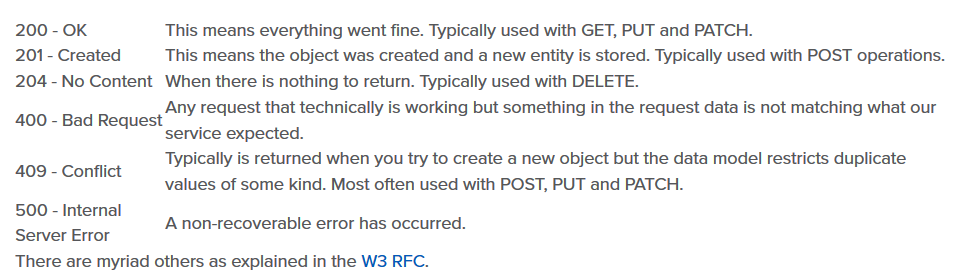 200 - OK This means everything went fine. Typically used with GET, PUT and PATCH.
201 - Created This means the object was created and a new entity is stored. Typically used with POST operations.
204 - No Content When there is nothing to return. Typically used with DELETE.
400 - Bad Request Any request that technically is working but something in the request data is not matching what our
service expected.
409 - Conflict Typically is returned when you try to create a new object but the data model restricts duplicate
values of some kind. Most often used with POST, PUT and PATCH.
500 - Internal
Server Error A non-recoverable error has occurred.
There are myriad others as explained in the W3 RFC.